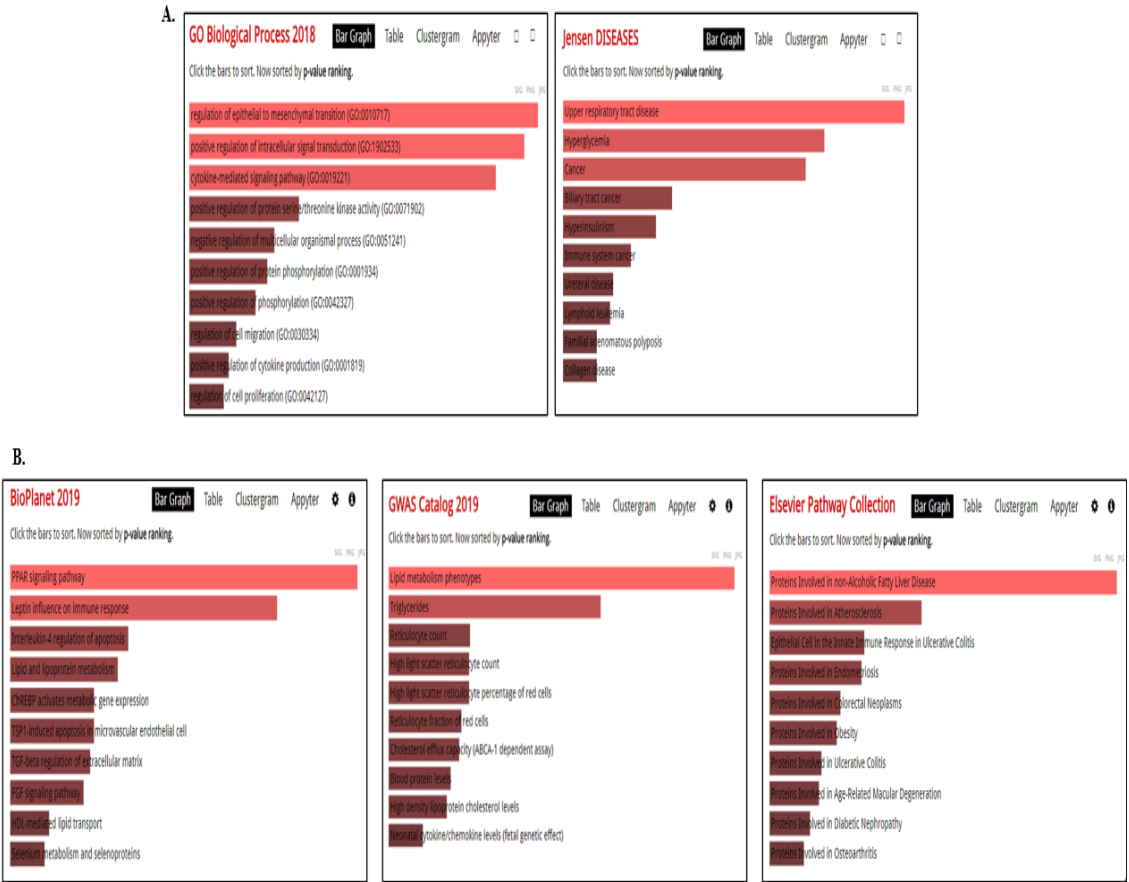 A.
GO Biological Process 2018 Bar Graph Table Clustergram Appyter
Click the bars to sort. Now sorted by p-value ranking.
SVG PNG JPG
regulation of epithelial to mesenchymal transition (GO:0010717)
positive regulation of intracellular signal transduction (GO:1902533)
cytokine-mediated signaling pathway (GO:0019221)
positive regulation of protein serine/threonine kinase activity (GO:0071902)
negative regulation of multicellular organismal process (GO:0051241)
positive regulation of protein phosphorylation (GO:0001934)
positive regulation of phosphorylation (GO:0042327)
regulation of cell migration (GO:0030334)
positive regulation of cytokine production (GO:0001819)
regulation of cell proliferation (GO:0042127)
Jensen DISEASES Bar Graph Table Clustergram Appyter
Click the bars to sort. Now sorted by p-value ranking.
SVG PNG JPG
Upper respiratory tract disease
Hyperglycemia
Cancer
Biliary tract cancer
Hyperinsulinism
Immune system cancer
Ureteral disease
Lymphoid leukemia
Familial adenomatous polyposis
Collagen disease
B.
BioPlanet 2019 Bar Graph Table Clustergram Appyter
Click the bars to sort. Now sorted by p-value ranking.
SVG PNG JPG
PPAR signaling pathway
Leptin influence on immune response
Interleukin-4 regulation of apoptosis
Lipid and lipoprotein metabolism
ChREBP activates metabolic gene expression
TSP1-induced apoptosis in microvascular endothelial cell
TGF-beta regulation of extracellular matrix
FGF signaling pathway
HDL-mediated lipid transport
Selenium metabolism and selenoproteins
GWAS Catalog 2019 Bar Graph Table Clustergram Appyter
Click the bars to sort. Now sorted by p-value ranking.
SVG PNG JPG
Lipid metabolism phenotypes
Triglycerides
Reticulocyte count
High light scatter reticulocyte count
High light scatter reticulocyte percentage of red cells
Reticulocyte fraction of red cells
Cholesterol efflux capacity (ABCA-1 dependent assay)
Blood protein levels
High density lipoprotein cholesterol levels
Neonatal cytokine/chemokine levels (fetal genetic effect)
Elsevier Pathway Collection Bar Graph Table Clustergram Appyter
Click the bars to sort. Now sorted by p-value ranking.
SVG PNG JPG
Proteins Involved in non-Alcoholic Fatty Liver Disease
Proteins Involved in Atherosclerosis
Epithelial Cell in the Innate Immune Response in Ulcerative Colitis
Proteins Involved in Endometriosis
Proteins Involved in Colorectal Neoplasms
Proteins Involved in Obesity
Proteins Involved in Ulcerative Colitis
Proteins Involved in Age-Related Macular Degeneration
Proteins Involved in Diabetic Nephropathy
Proteins Involved in Osteoarthritis